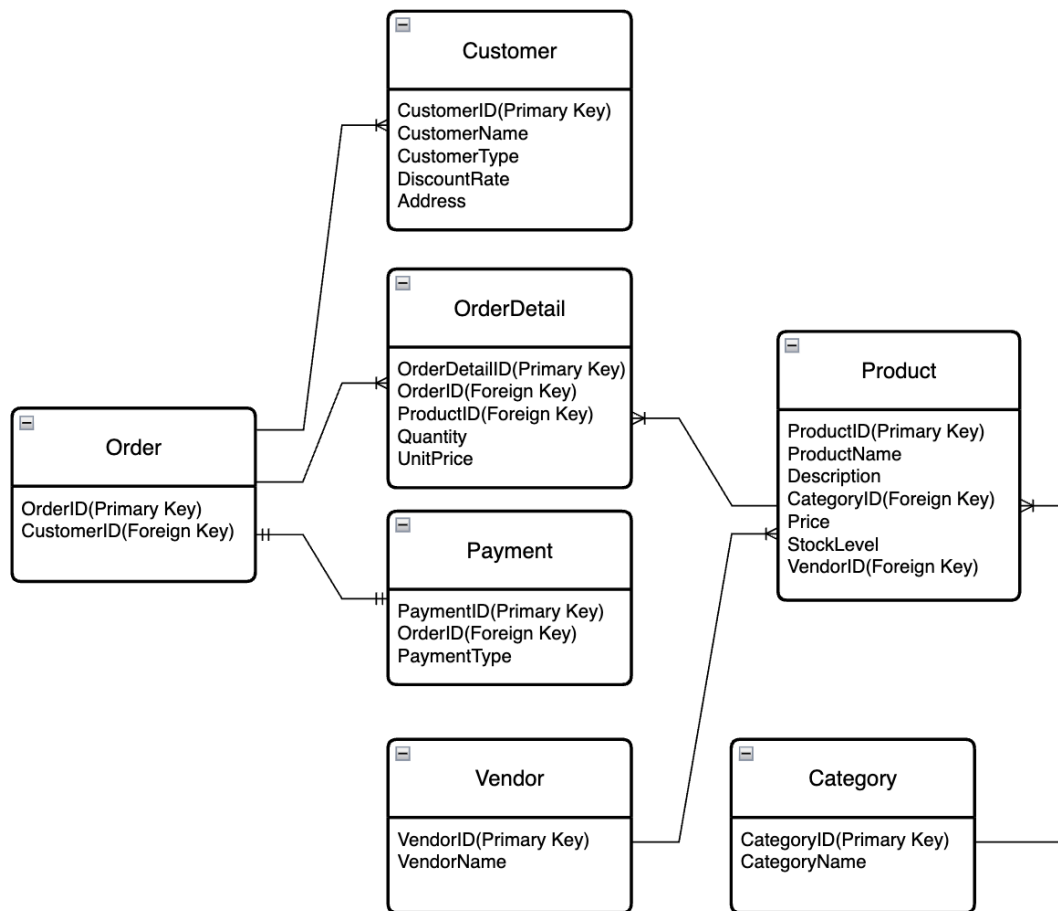 Customer
CustomerID(Primary Key)
CustomerName
CustomerType
DiscountRate
Address
OrderDetail
OrderDetailID(Primary Key)
OrderID(Foreign Key)
ProductID(Foreign Key)
Quantity
UnitPrice
Product
ProductID(Primary Key)
ProductName
Description
CategoryID(Foreign Key)
Price
StockLevel
VendorID(Foreign Key)
Order
OrderID(Primary Key)
CustomerID(Foreign Key)
Payment
PaymentID(Primary Key)
OrderID(Foreign Key)
PaymentType
Vendor
VendorID(Primary Key)
VendorName
Category
CategoryID(Primary Key)
CategoryName